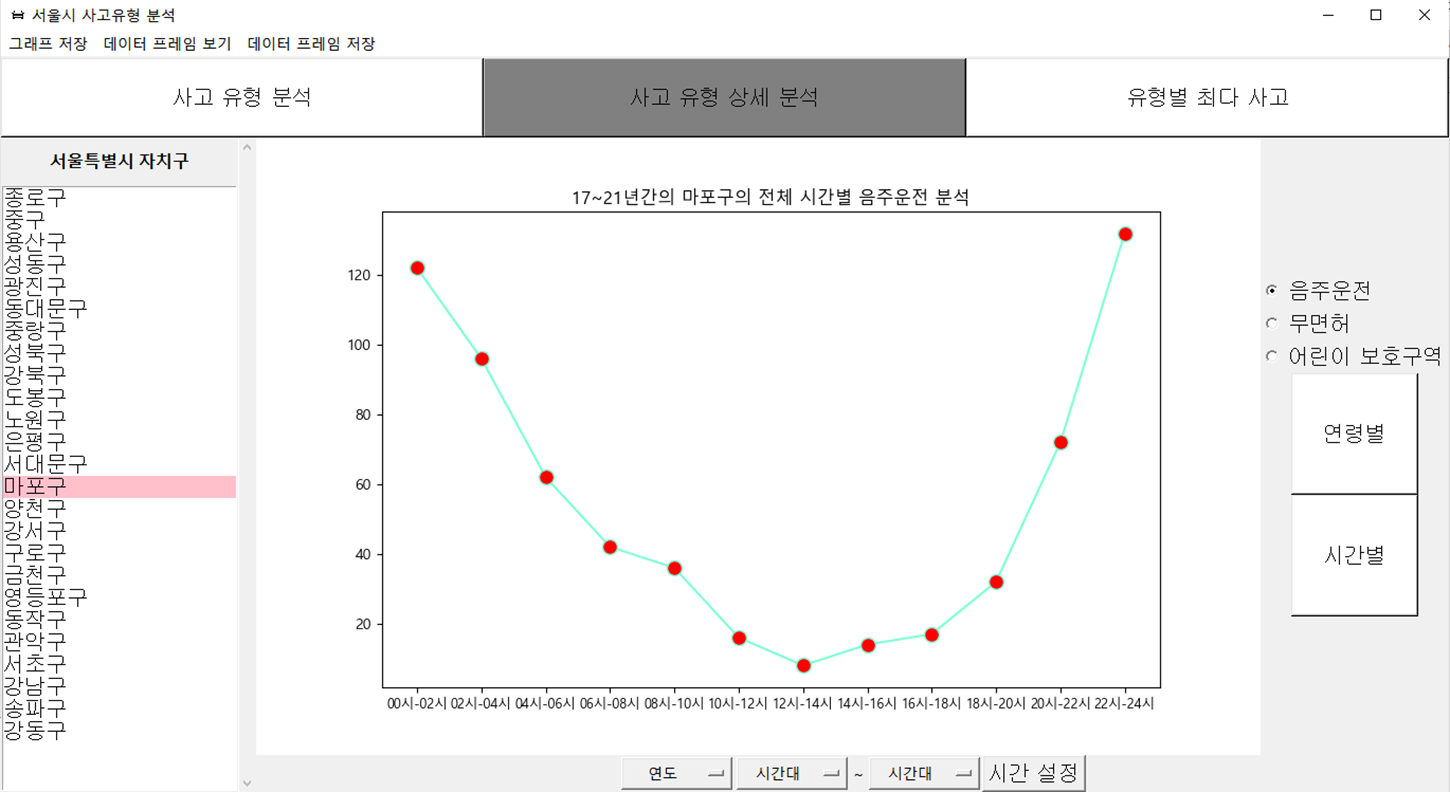 서울시 사고유형 분석
그래프 저장 데이터 프레임 보기 데이터 프레임 저장
사고 유형 분석 사고 유형 상세 분석 유형별 최다 사고
서울특별시 자치구
종로구
중구
용산구
성동구
광진구
동대문구
중랑구
성북구
강북구
도봉구
노원구
은평구
서대문구
마포구
양천구
강서구
구로구
금천구
영등포구
동작구
관악구
서초구
강남구
송파구
강동구
17~21년간의 마포구의 전체 시간별 음주운전 분석
120
100
80
60
40
20
00시-02시 02시-04시 04시-06시 06시-08시 08시-10시 10시-12시 12시-14시 14시-16시 16시-18시 18시-20시 20시-22시 22시-24시
음주운전
무면허
어린이 보호구역
연령별
시간별
연도 시간대 ~ 시간대 시간 설정